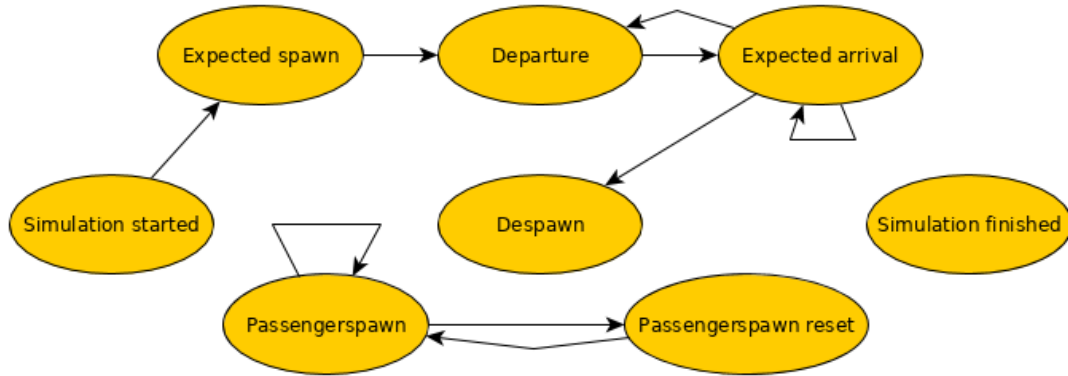 Expected spawn
Departure
Expected arrival
Simulation started
Despawn
Simulation finished
Passengerspawn
Passengerspawn reset